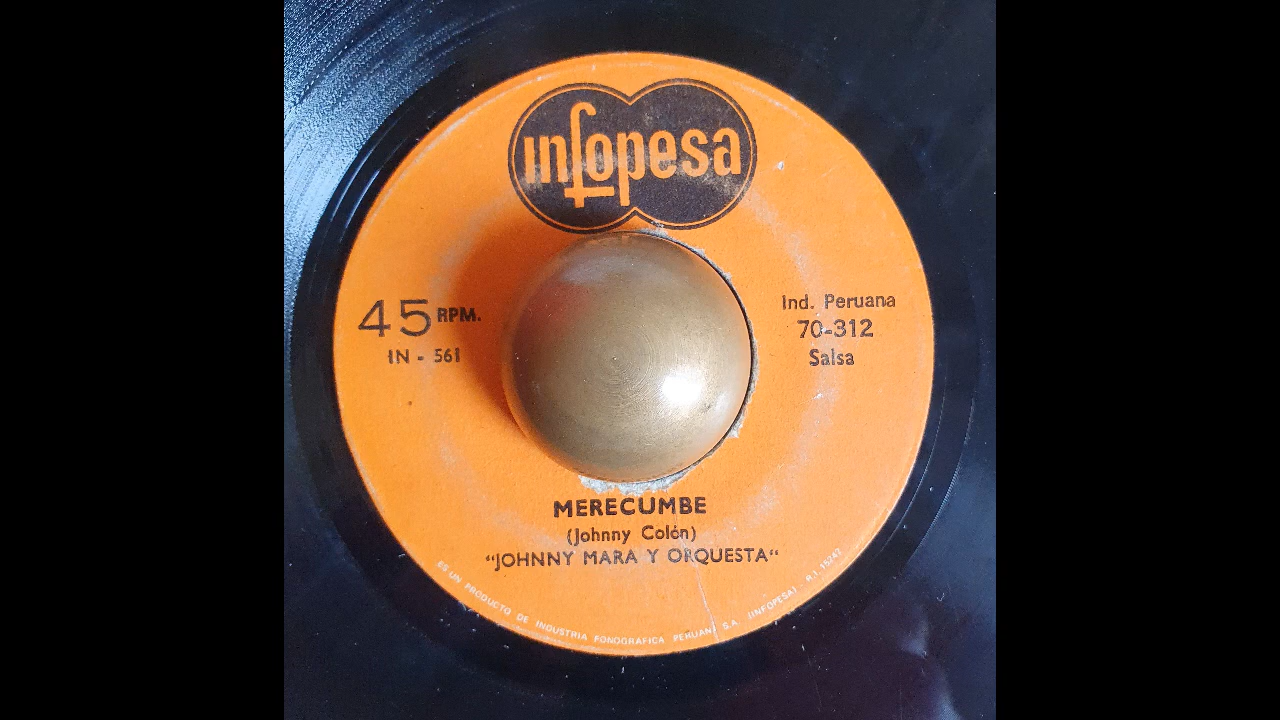 infopesa
45 RPM.
IN - 561
Ind. Peruana
70-312
Salsa
MERECUMBE
(Johnny Colón)
“JOHNNY MARA Y ORQUESTA“
ES UN PRODUCTO DE INDUSTRIA FONOGRAFICA PERUANA S.A. (INFOPESA) R.I. 15247